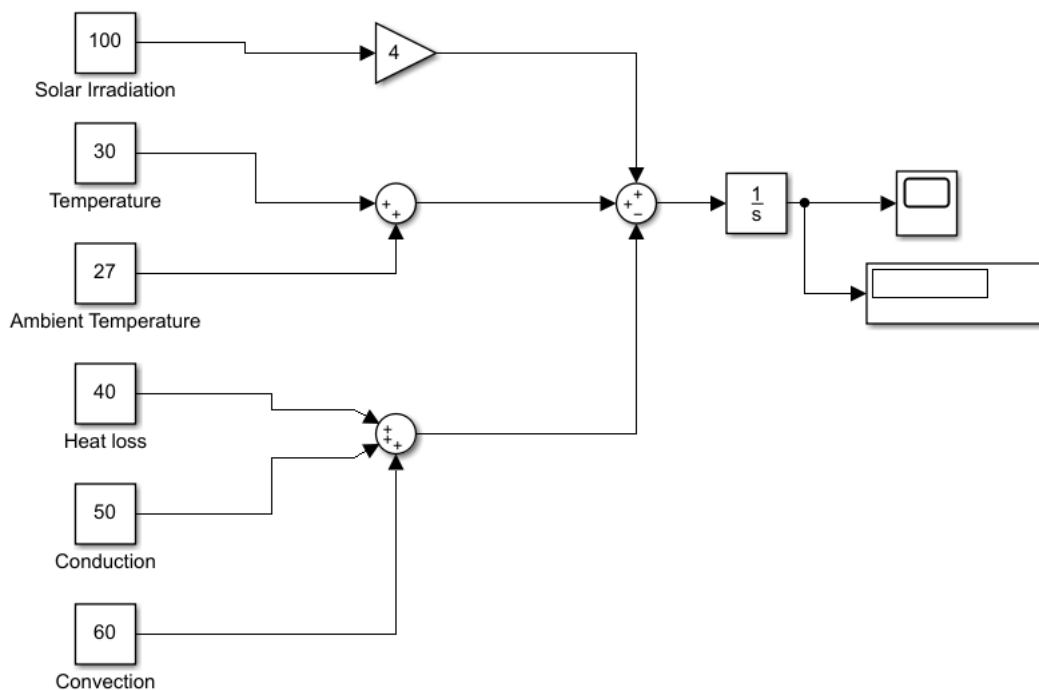 100
Solar Irradiation
4
30
Temperature
+
+
+
+
−
1
s
27
Ambient Temperature
40
Heat loss
+
+
+
50
Conduction
60
Convection